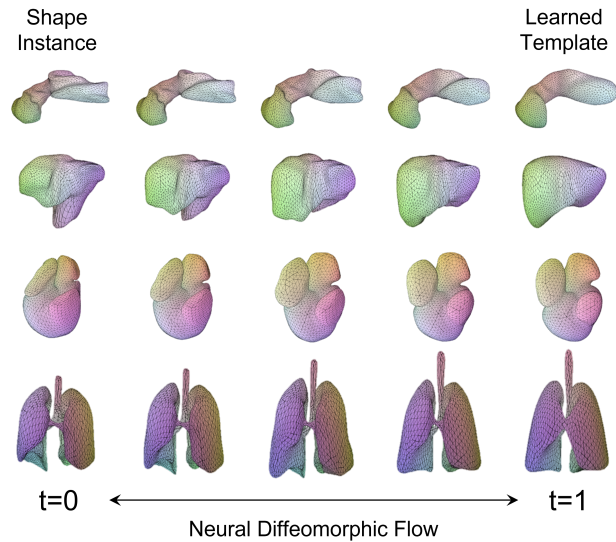 Shape
Instance
Learned
Template
t=0
t=1
Neural Diffeomorphic Flow